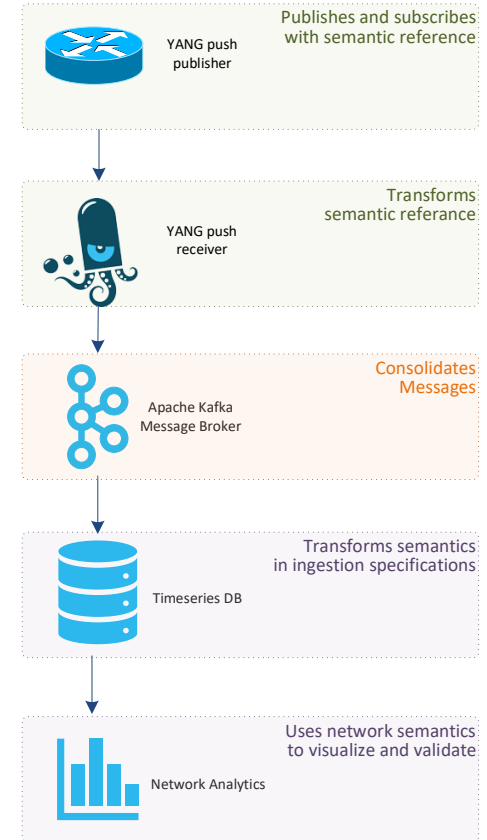 Publishes and subscribes
with semantic reference
YANG push
publisher
Transforms
semantic referance
YANG push
receiver
Consolidates
Messages
Apache Kafka
Message Broker
Transforms semantics
in ingestion specifications
Timeseries DB
Uses network semantics
to visualize and validate
Network Analytics